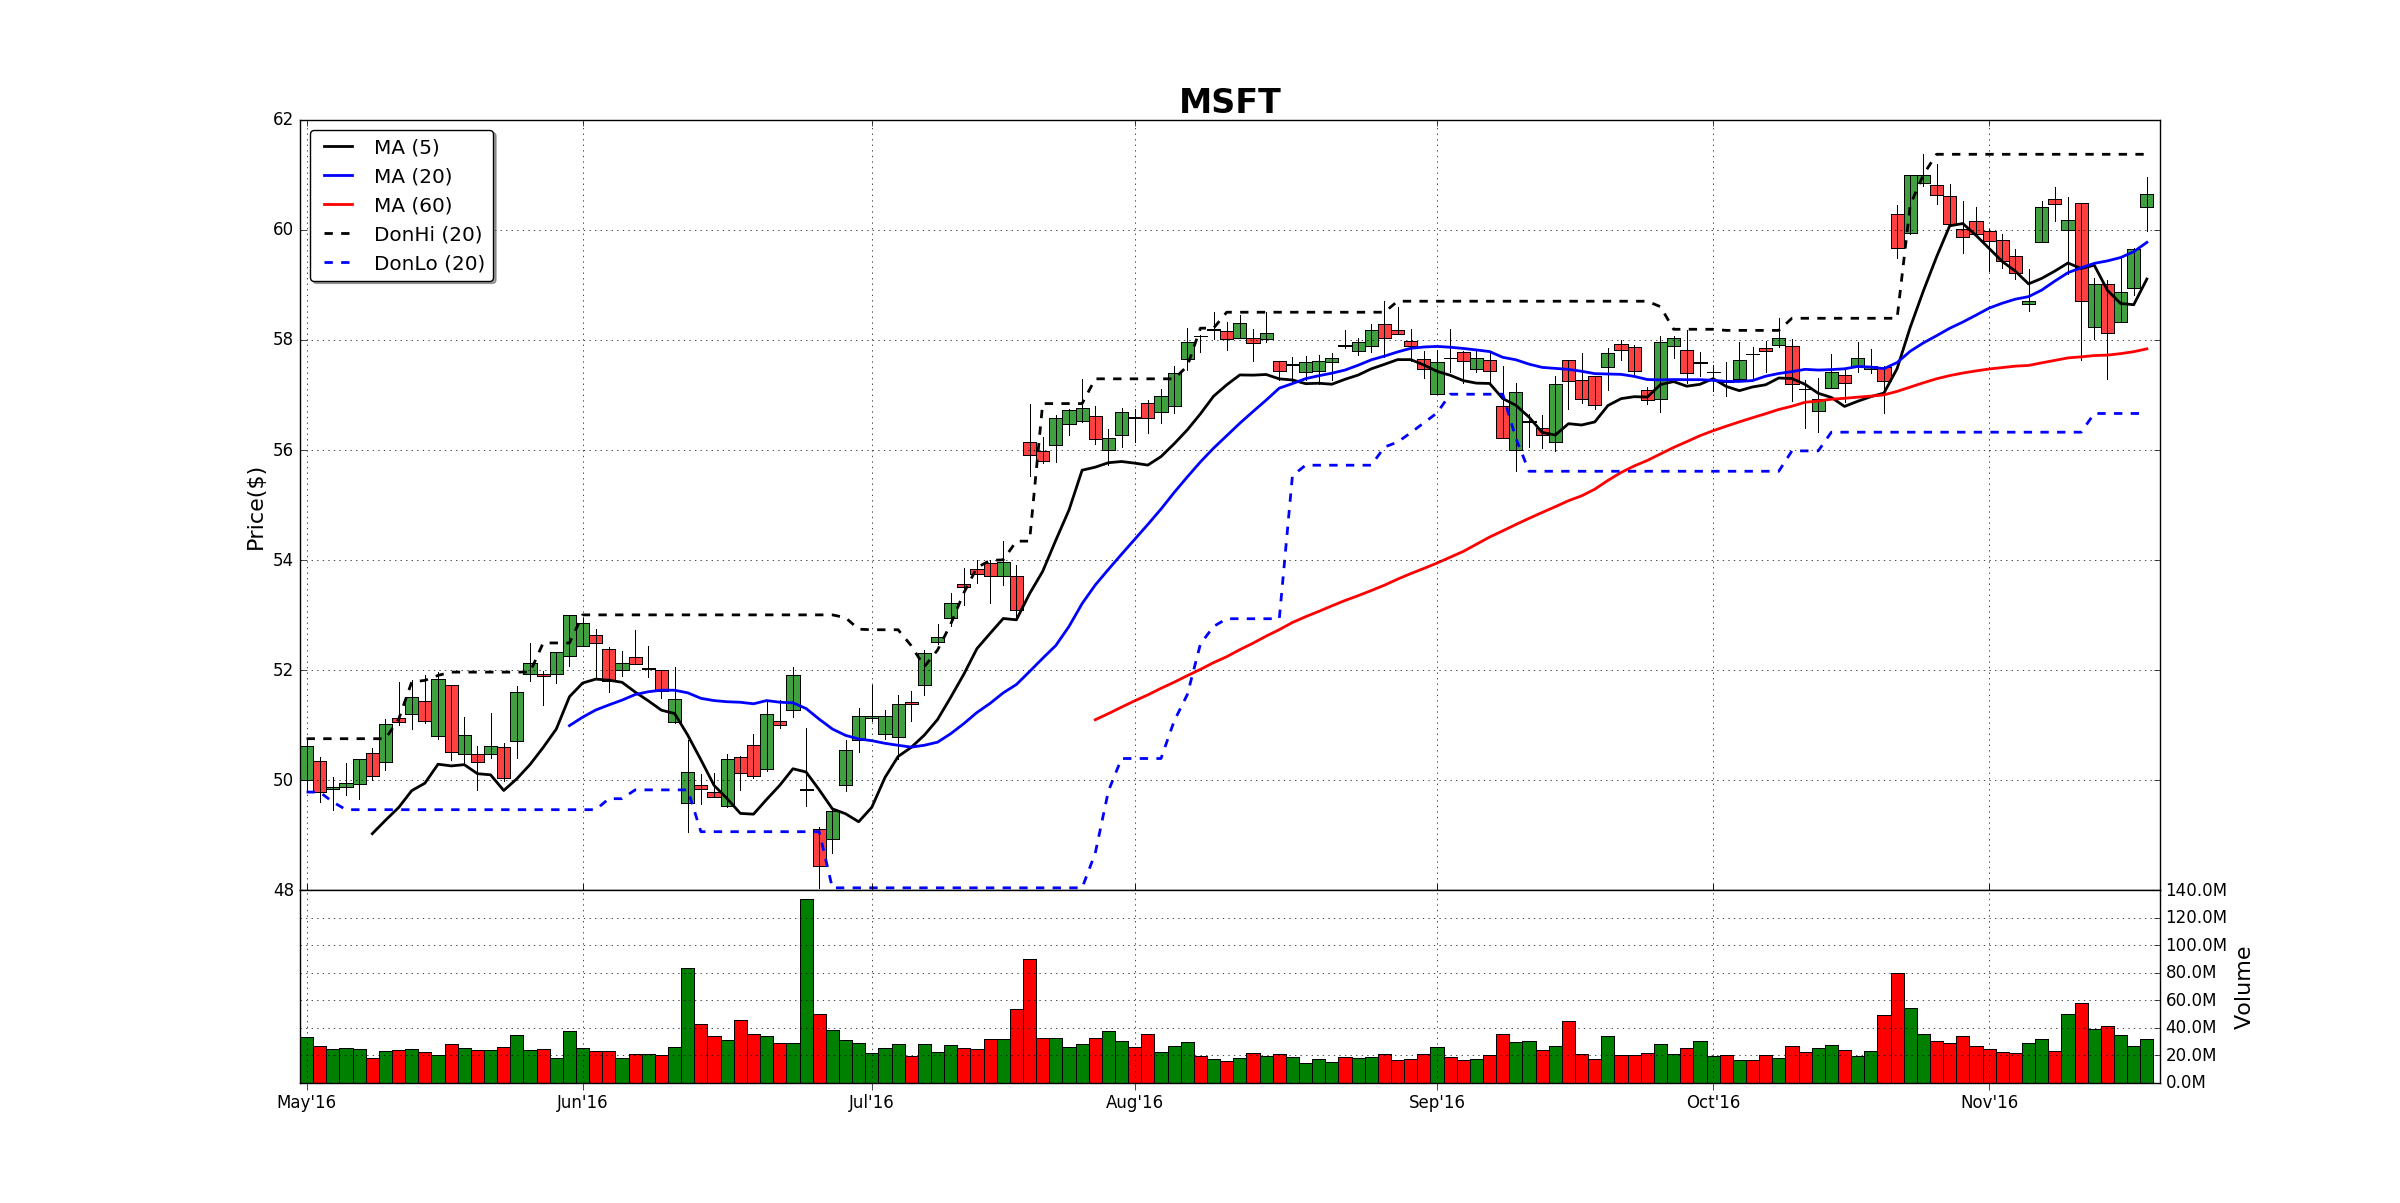 MSFT
62
60
58
56
54
52
50
48
Price($)
MA (5)
MA (20)
MA (60)
DonHi (20)
DonLo (20)
140.0M
120.0M
100.0M
80.0M
60.0M
40.0M
20.0M
0.0M
Volume
May'16 Jun'16 Jul'16 Aug'16 Sep'16 Oct'16 Nov'16